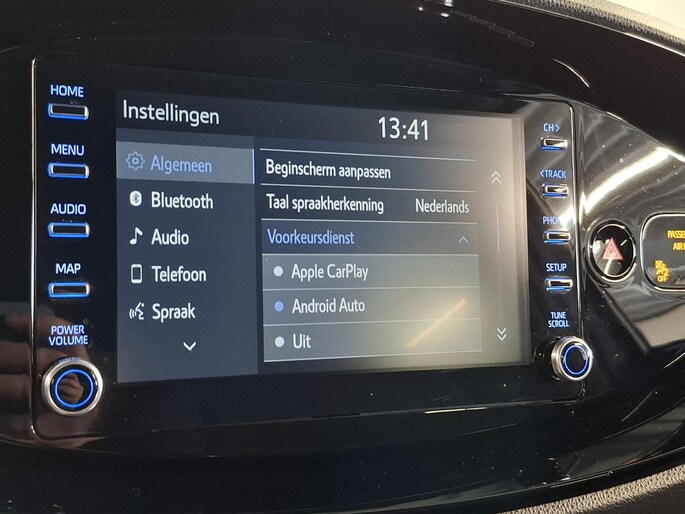 HOME
MENU
AUDIO
MAP
POWER
VOLUME
Instellingen
13:41
Algemeen
Bluetooth
Audio
Telefoon
Spraak
Beginscherm aanpassen
Taal spraakherkenning Nederlands
Voorkeursdienst
Apple CarPlay
Android Auto
Uit
CH>
<TRACK
SETUP
TUNE
SCROLL
OFF